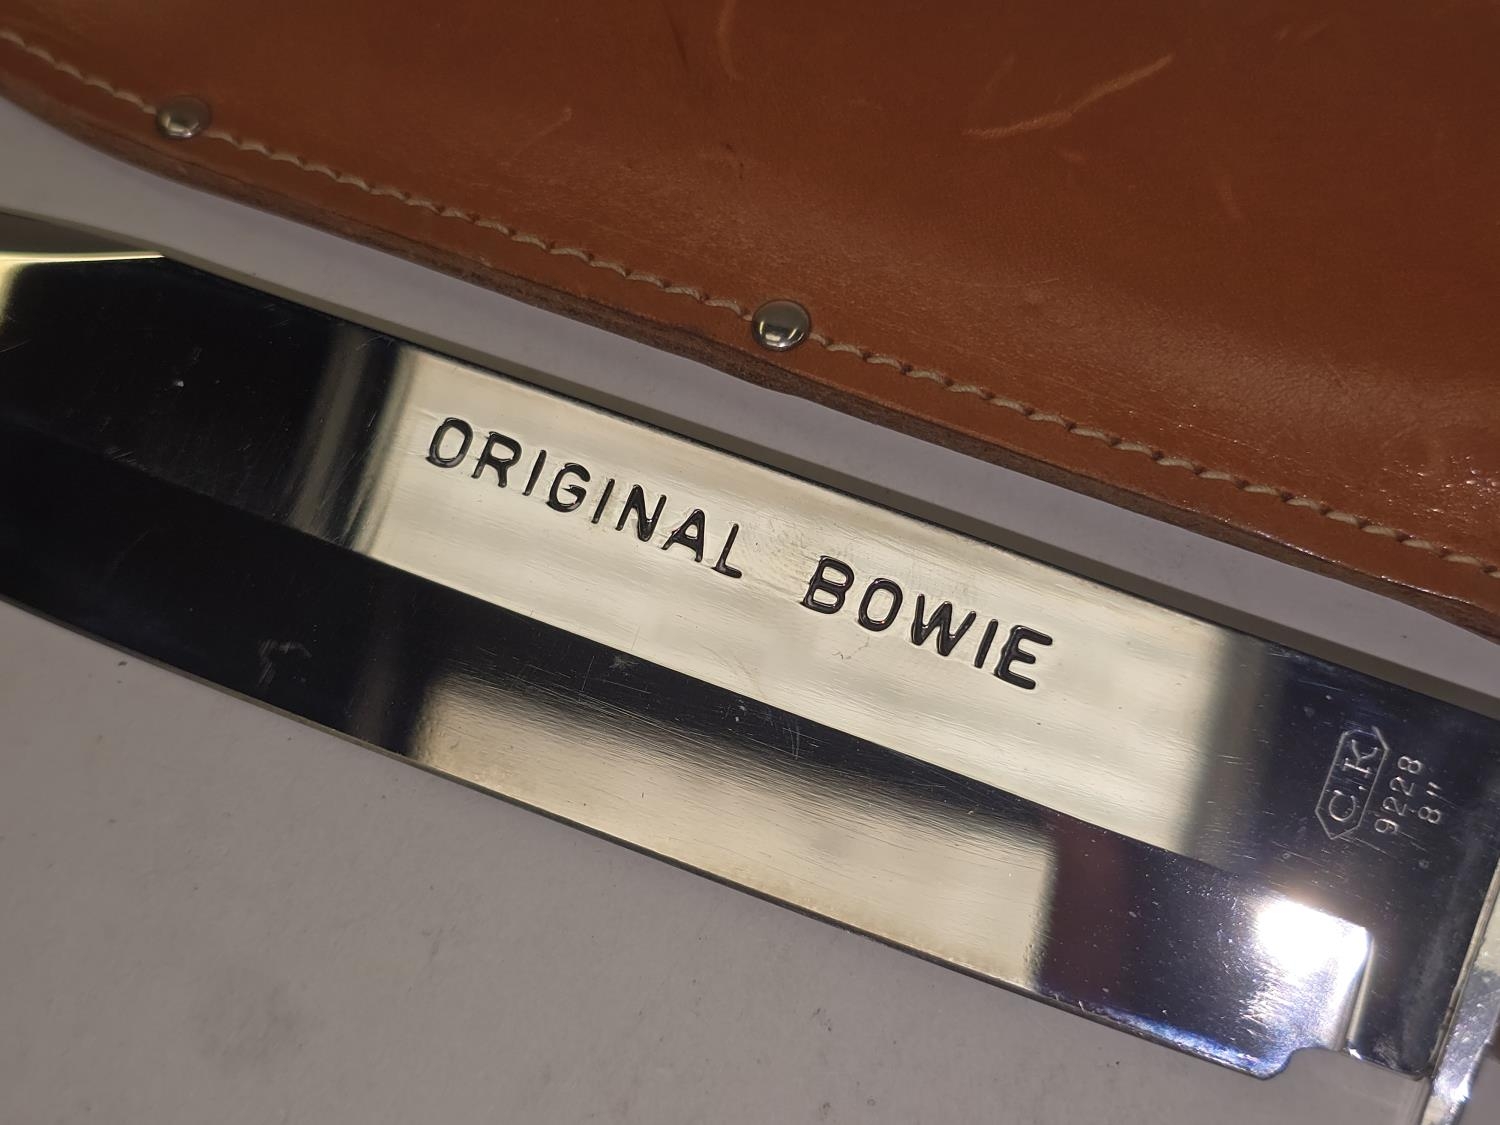 ORIGINAL BOWIE
C.K
9228
8"